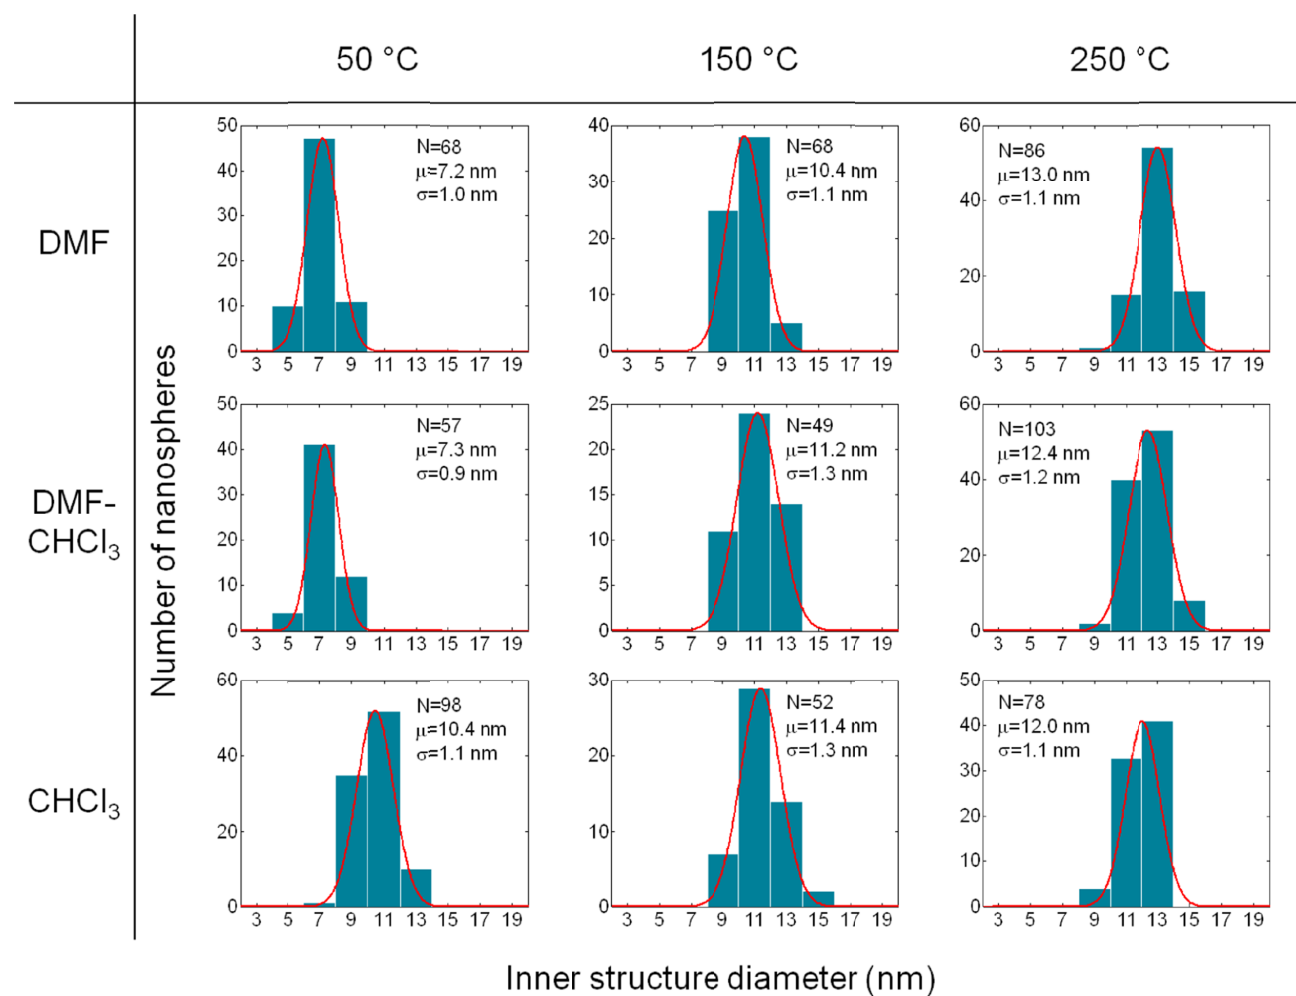 50 °C 150 °C 250 °C
DMF
DMF-
CHCl₃
CHCl₃
Number of nanospheres
50
40
30
20
10
0
3 5 7 9 11 13 15 17 19
N=68
μ=7.2 nm
σ=1.0 nm
40
30
20
10
0
3 5 7 9 11 13 15 17 19
N=68
μ=10.4 nm
σ=1.1 nm
60
40
20
0
3 5 7 9 11 13 15 17 19
N=86
μ=13.0 nm
σ=1.1 nm
50
40
30
20
10
0
3 5 7 9 11 13 15 17 19
N=57
μ=7.3 nm
σ=0.9 nm
25
20
15
10
5
0
3 5 7 9 11 13 15 17 19
N=49
μ=11.2 nm
σ=1.3 nm
60
40
20
0
3 5 7 9 11 13 15 17 19
N=103
μ=12.4 nm
σ=1.2 nm
60
40
20
0
3 5 7 9 11 13 15 17 19
N=98
μ=10.4 nm
σ=1.1 nm
30
20
10
0
3 5 7 9 11 13 15 17 19
N=52
μ=11.4 nm
σ=1.3 nm
50
40
30
20
10
0
3 5 7 9 11 13 15 17 19
N=78
μ=12.0 nm
σ=1.1 nm
Inner structure diameter (nm)